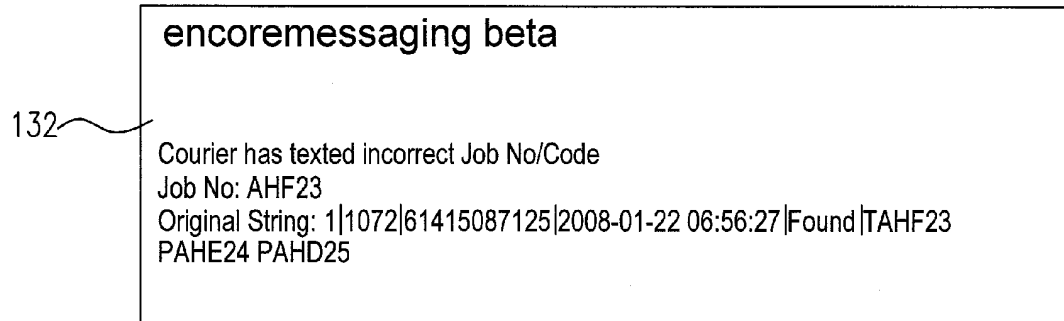 encoremessaging beta
132
Courier has texted incorrect Job No/Code
Job No: AHF23
Original String: 1|1072|61415087125|2008-01-22 06:56:27|Found|TAHF23
PAHE24 PAHD25